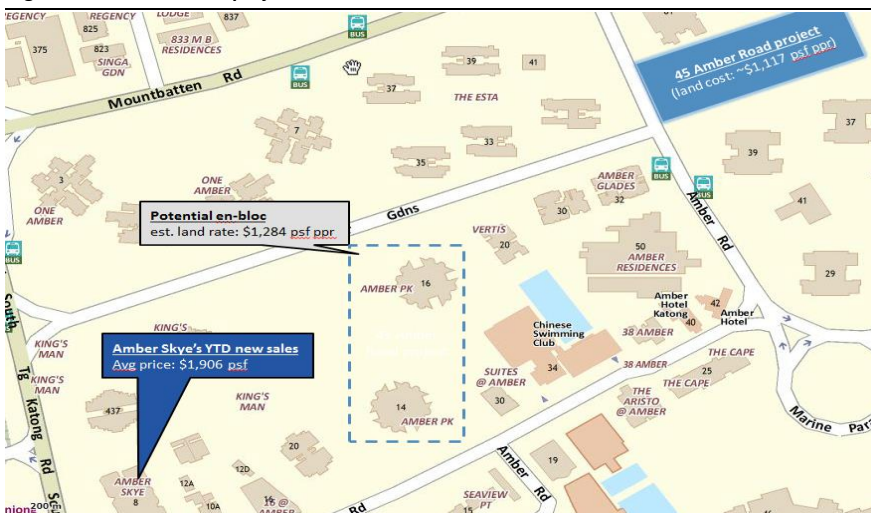 REGENCY
REGENCY
LODGE
837
825
375
823
SINGA
GDN
833 M B
RESIDENCES
BUS
BUS
Mountbatten Rd
39
41
37
THE ESTA
45 Amber Road project
(land cost: ~$1,117 psf ppr)
7
33
35
37
39
3
ONE
AMBER
ONE
AMBER
BUS
BUS
BUS
AMBER
GLADES
32
30
41
Amber Rd
Gdns
Potential en-bloc
est. land rate: $1,284 psf ppr
VERTIS
20
50
AMBER
RESIDENCES
29
AMBER PK
16
South
Tg Katong Rd
Amber
Hotel
Katong
42
40
Amber
Hotel
Chinese
Swimming
Club
34
38 AMBER
38 AMBER
KING'S
MAN
KING'S
MAN
KING'S
Amber Skye's YTD new sales
Avg price: $1,906 psf
KING'S
MAN
THE CAPE
THE CAPE
25
SUITES
@ AMBER
30
THE
ARISTO
@ AMBER
Marine Par
437
14
AMBER PK
20
12D
12A
10A
16 @
AMBER
AMBER
SKYE
8
Rd
Amber Rd
19
SEAVIEW
PT
15
200